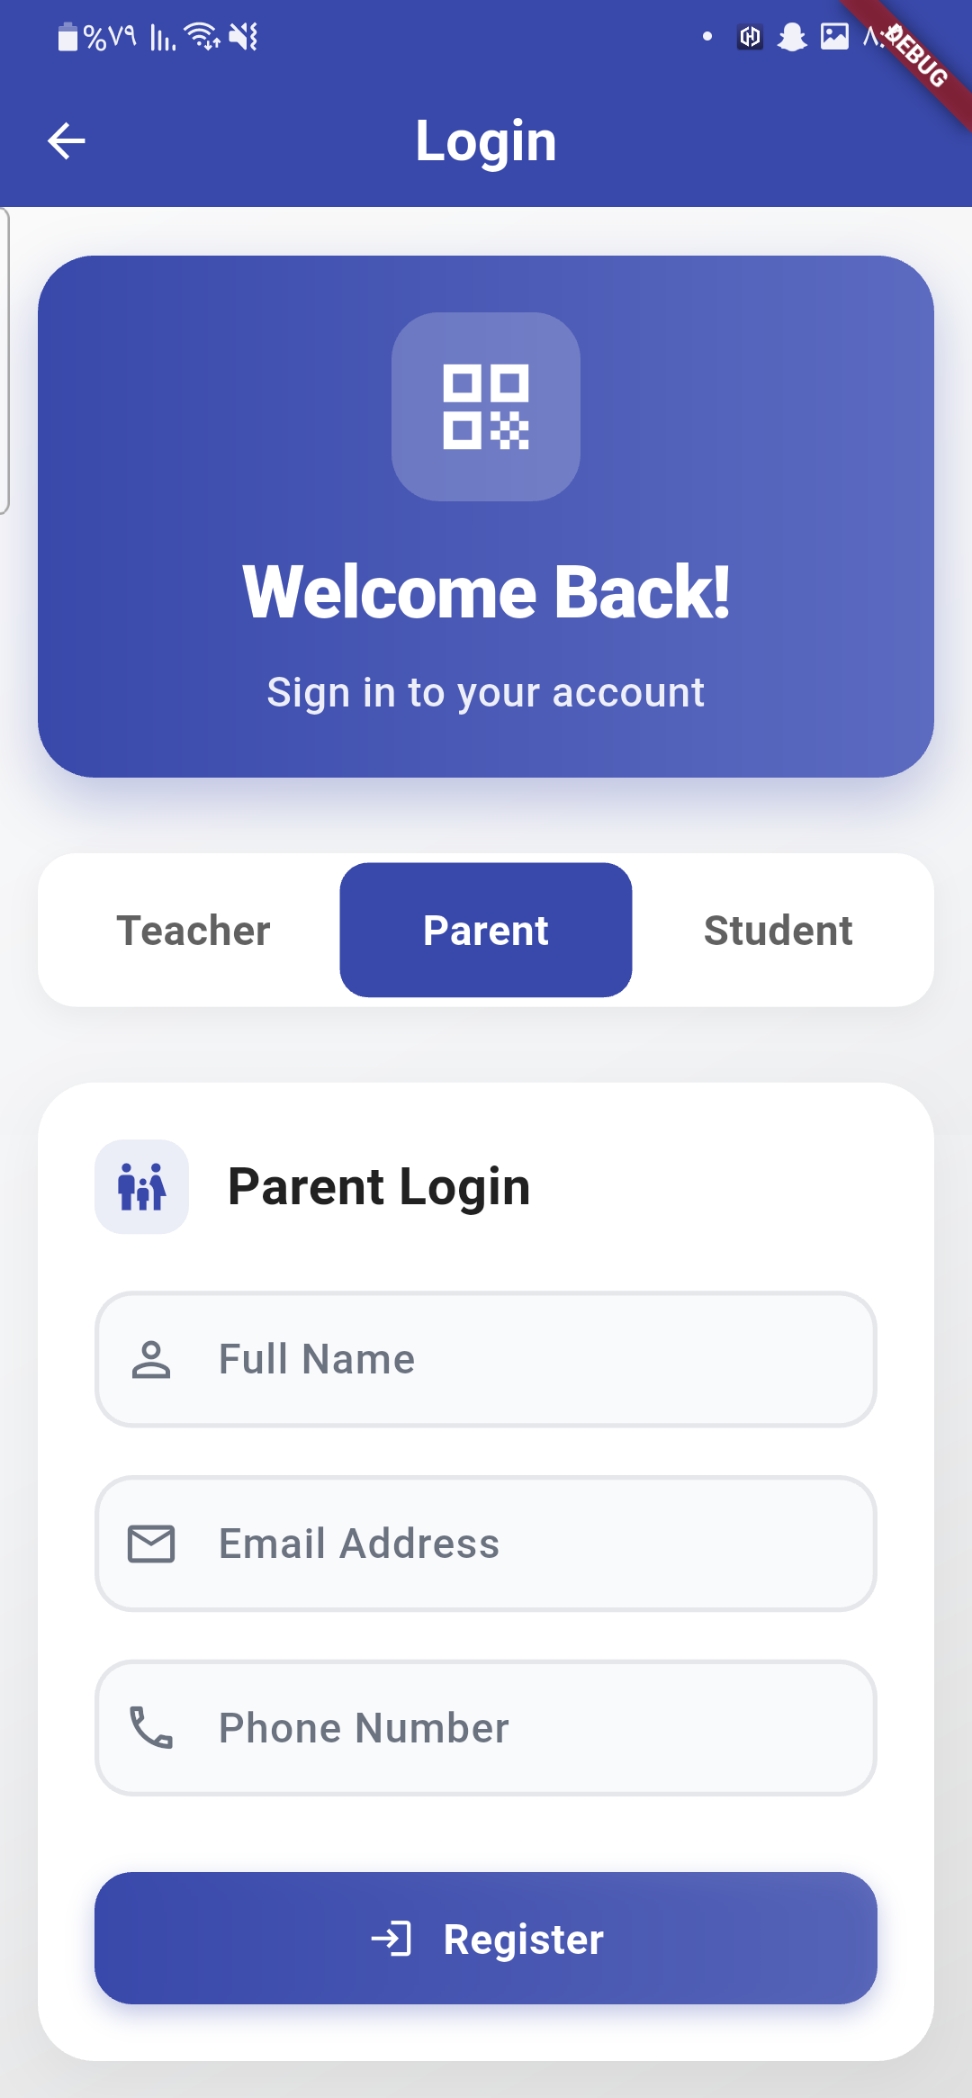 %٧٩
DEBUG
Login
Welcome Back!
Sign in to your account
Teacher
Parent
Student
Parent Login
Full Name
Email Address
Phone Number
Register